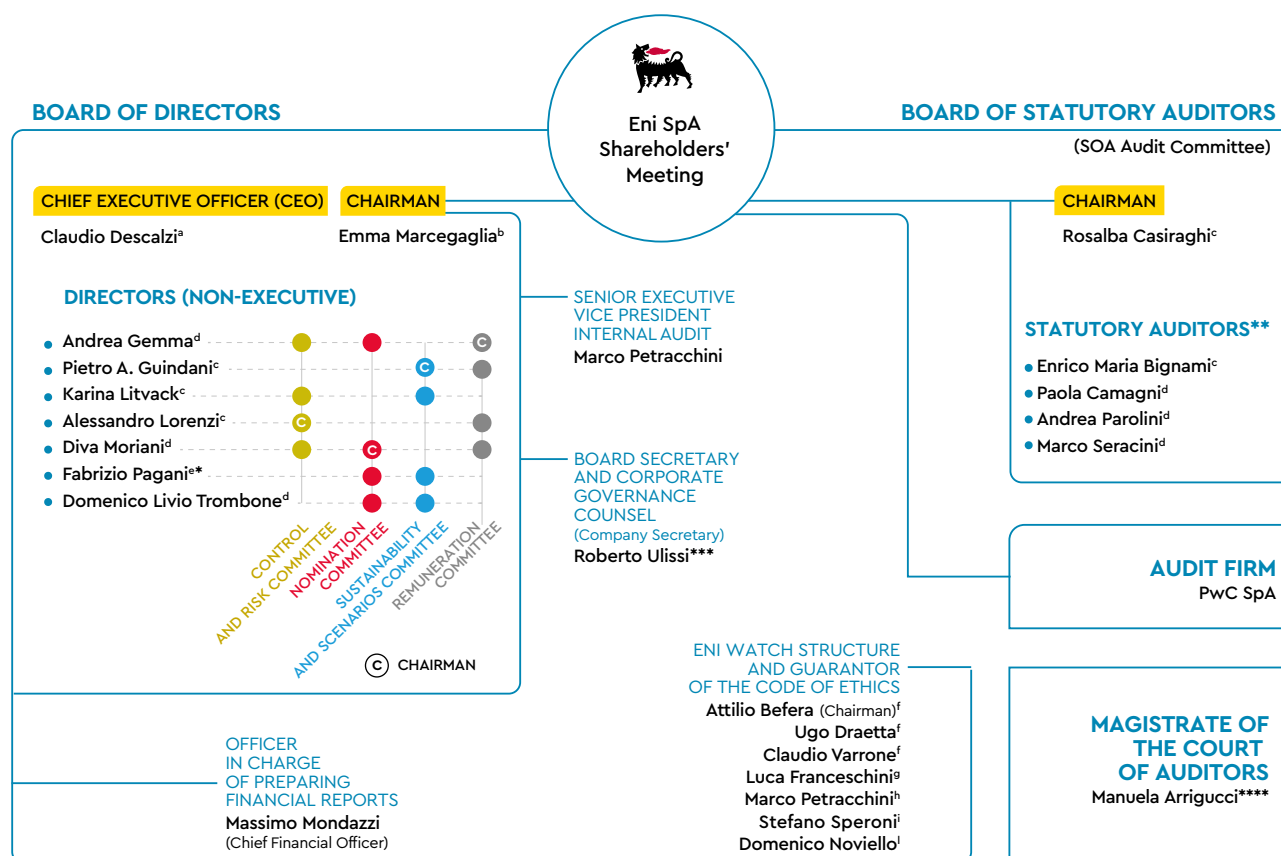 Eni SpA
Shareholders'
Meeting
BOARD OF DIRECTORS
BOARD OF STATUTORY AUDITORS
(SOA Audit Committee)
CHIEF EXECUTIVE OFFICER (CEO)
Claudio Descalziᵃ
CHAIRMAN
Emma Marcegagliaᵇ
CHAIRMAN
Rosalba Casiraghiᶜ
DIRECTORS (NON-EXECUTIVE)
• Andrea Gemmaᵈ C
• Pietro A. Guindaniᶜ C
• Karina Litvackᶜ
• Alessandro Lorenziᶜ C
• Diva Morianiᵈ C
• Fabrizio Paganiᵉ*
• Domenico Livio Tromboneᵈ
CONTROL
AND RISK COMMITTEE
NOMINATION
COMMITTEE
SUSTAINABILITY
AND SCENARIOS COMMITTEE
REMUNERATION
COMMITTEE
C CHAIRMAN
SENIOR EXECUTIVE
VICE PRESIDENT
INTERNAL AUDIT
Marco Petracchini
BOARD SECRETARY
AND CORPORATE
GOVERNANCE
COUNSEL
(Company Secretary)
Roberto Ulissi***
STATUTORY AUDITORS**
• Enrico Maria Bignamiᶜ
• Paola Camagniᵈ
• Andrea Paroliniᵈ
• Marco Seraciniᵈ
AUDIT FIRM
PwC SpA
ENI WATCH STRUCTURE
AND GUARANTOR
OF THE CODE OF ETHICS
Attilio Befera (Chairman)ᶠ
Ugo Draettaᶠ
Claudio Varroneᶠ
Luca Franceschiniᵍ
Marco Petracchiniʰ
Stefano Speroniⁱ
Domenico Novielloˡ
MAGISTRATE OF
THE COURT
OF AUDITORS
Manuela Arrigucci****
OFFICER
IN CHARGE
OF PREPARING
FINANCIAL REPORTS
Massimo Mondazzi
(Chief Financial Officer)